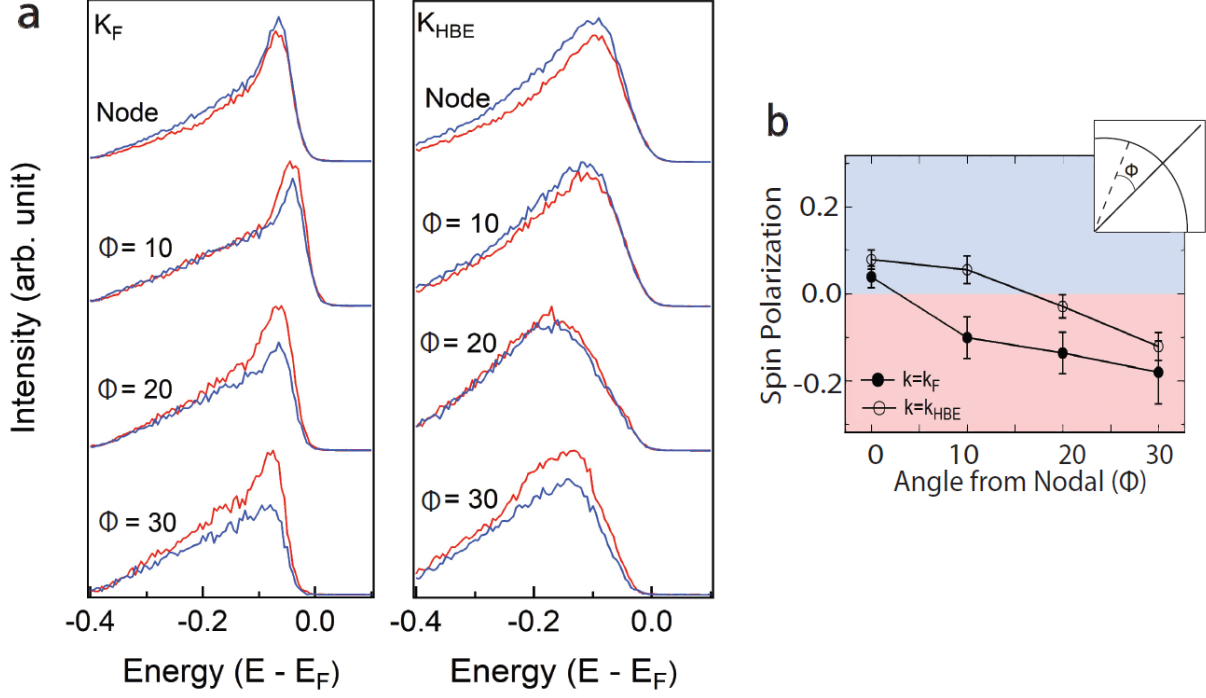 a
K_F
Node
Φ = 10
Φ = 20
Φ = 30
-0.4
-0.2
0.0
Energy (E - E_F)
Intensity (arb. unit)
K_HBE
Node
Φ = 10
Φ = 20
Φ = 30
-0.4
-0.2
0.0
Energy (E - E_F)
b
Φ
0.2
0.0
-0.2
Spin Polarization
k=k_F
k=k_HBE
0
10
20
30
Angle from Nodal (Φ)